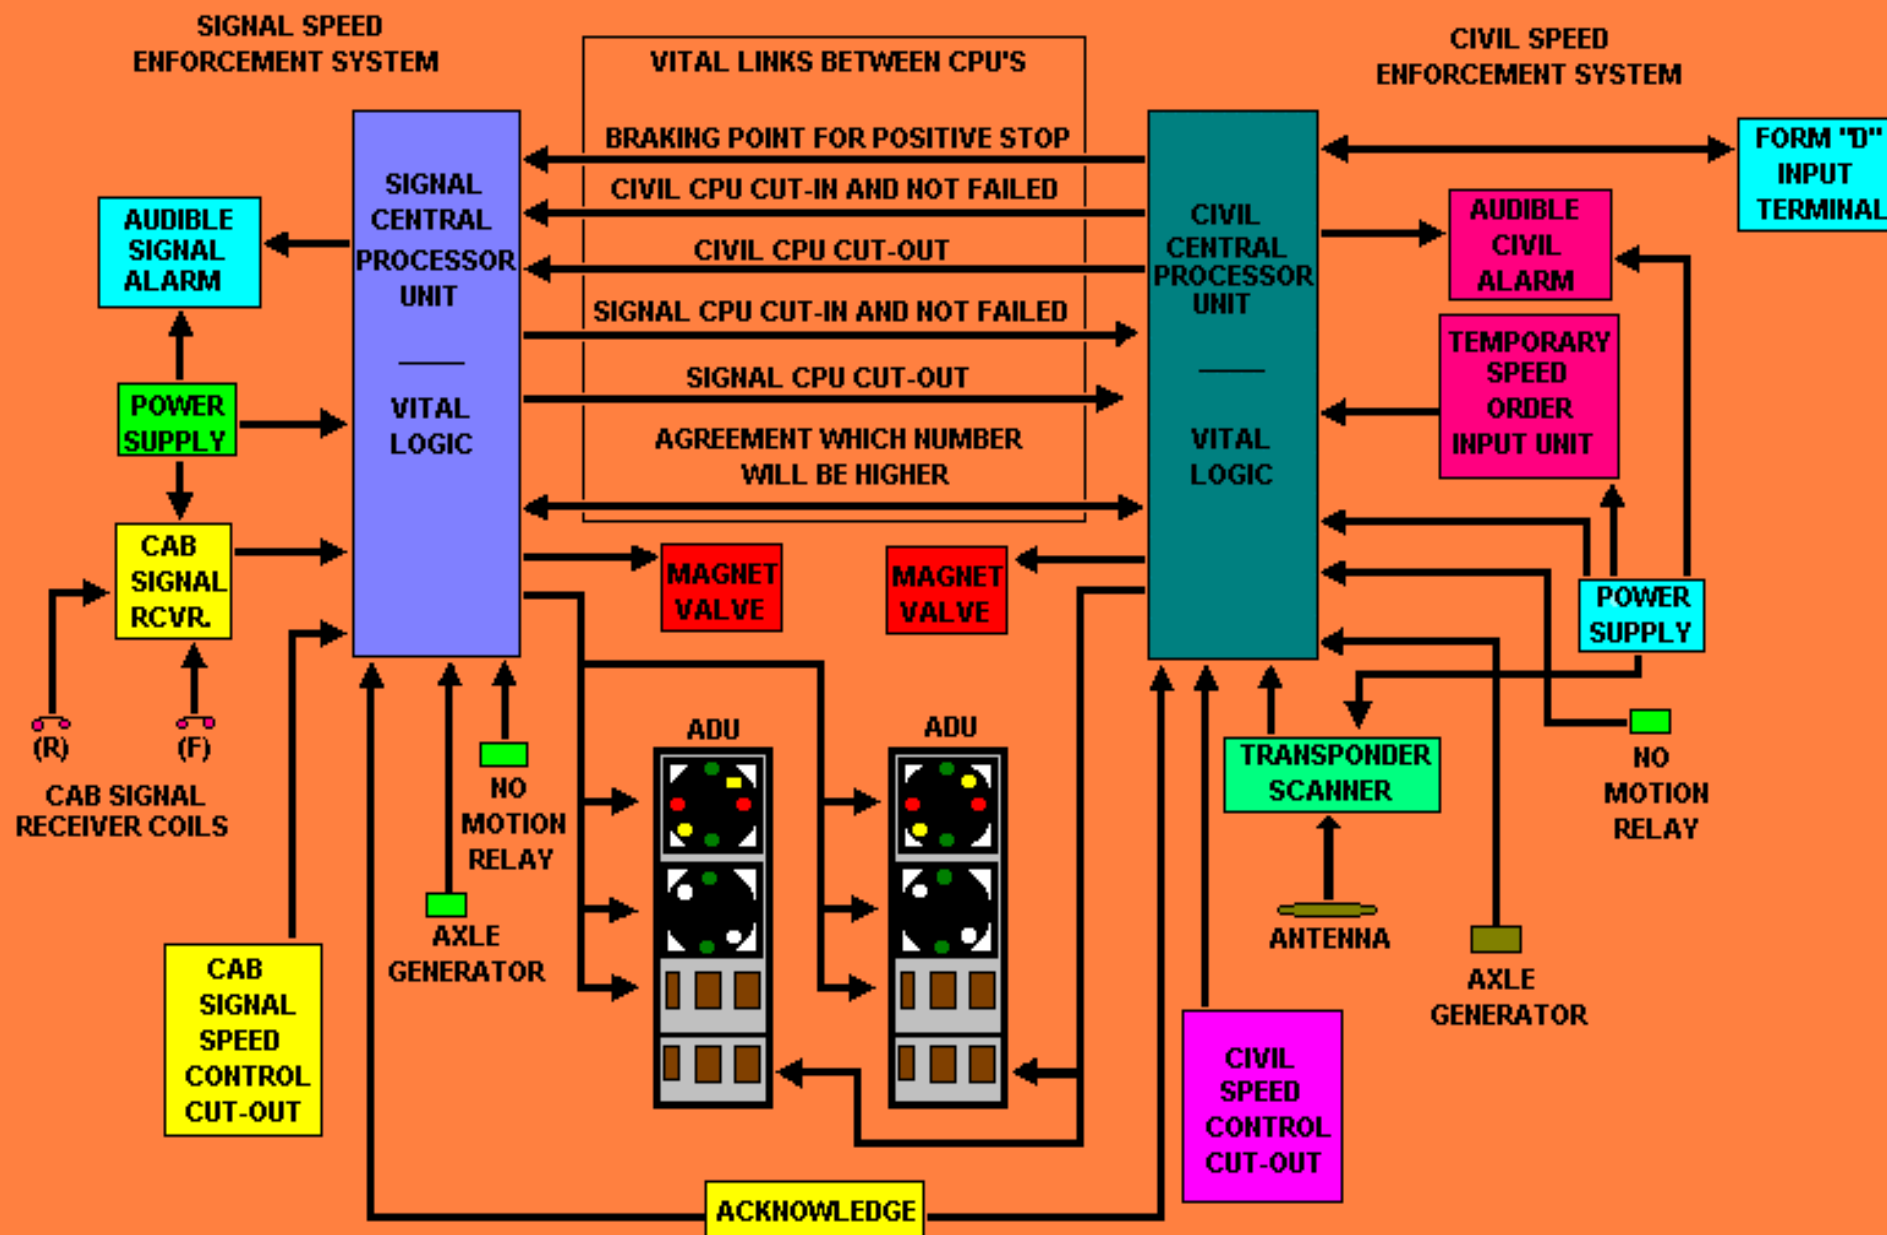 SIGNAL SPEED
ENFORCEMENT SYSTEM
VITAL LINKS BETWEEN CPU'S
CIVIL SPEED
ENFORCEMENT SYSTEM
BRAKING POINT FOR POSITIVE STOP
CIVIL CPU CUT-IN AND NOT FAILED
CIVIL CPU CUT-OUT
SIGNAL CPU CUT-IN AND NOT FAILED
SIGNAL CPU CUT-OUT
AGREEMENT WHICH NUMBER
WILL BE HIGHER
SIGNAL
CENTRAL
PROCESSOR
UNIT
VITAL
LOGIC
CIVIL
CENTRAL
PROCESSOR
UNIT
VITAL
LOGIC
FORM "D"
INPUT
TERMINAL
AUDIBLE
SIGNAL
ALARM
AUDIBLE
CIVIL
ALARM
TEMPORARY
SPEED
ORDER
INPUT UNIT
POWER
SUPPLY
CAB
SIGNAL
RCVR.
MAGNET
VALVE
MAGNET
VALVE
POWER
SUPPLY
(R)
(F)
CAB SIGNAL
RECEIVER COILS
NO
MOTION
RELAY
AXLE
GENERATOR
ADU
ADU
TRANSPONDER
SCANNER
NO
MOTION
RELAY
ANTENNA
AXLE
GENERATOR
CAB
SIGNAL
SPEED
CONTROL
CUT-OUT
CIVIL
SPEED
CONTROL
CUT-OUT
ACKNOWLEDGE